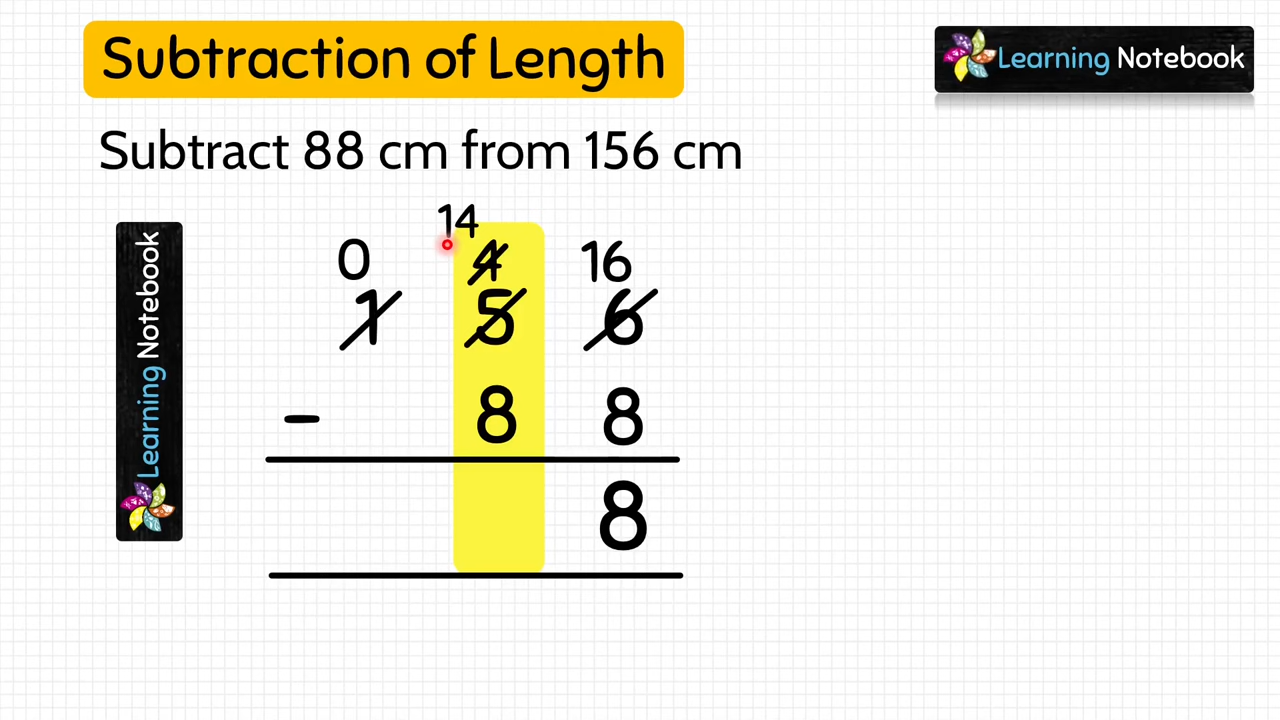 Subtraction of Length
Learning Notebook
Subtract 88 cm from 156 cm
Learning Notebook
14
0 4 16
1 5 6
- 8 8
8